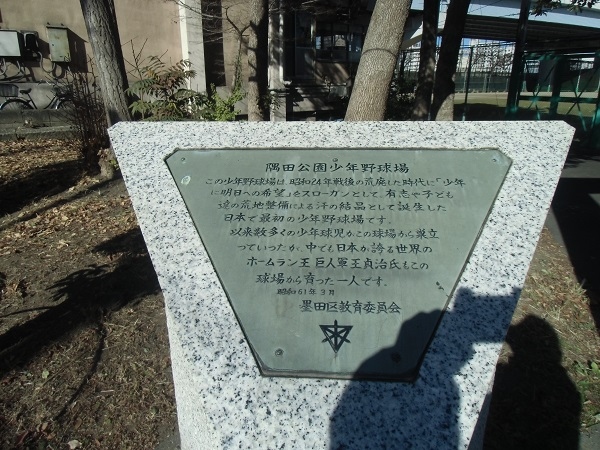 隅田公園少年野球場
この少年野球場は、昭和24年戦後の荒廃した時代に「少年
に明日への希望」をスローガンとして、有志や子ども
達の荒地整備による汗の結晶として誕生した
日本で最初の少年野球場です。
以来数多くの少年球児がこの球場から巣立
っていったが、中でも日本が誇る世界の
ホームラン王巨人軍王貞治氏もこの
球場から育った一人です。
昭和61年3月
墨田区教育委員会